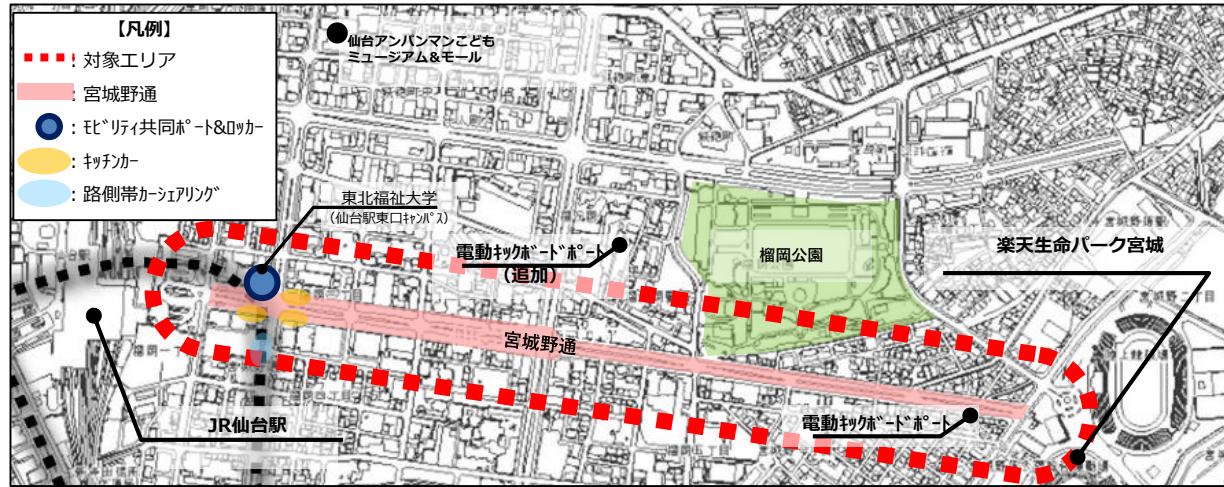 【凡例】
: 対象エリア
: 宮城野通
: ﾓﾋﾞﾘﾃｨ共同ﾎﾟｰﾄ&ﾛｯｶｰ
: ｷｯﾁﾝｶｰ
: 路側帯ｶｰｼｪｱﾘﾝｸﾞ
仙台アンパンマンこども
ミュージアム&モール
東北福祉大学
(仙台駅東口ｷｬﾝﾊﾟｽ)
電動ｷｯｸﾎﾞｰﾄﾞﾎﾟｰﾄ
(追加)
榴岡公園
楽天生命パーク宮城
宮城野通
JR仙台駅
電動ｷｯｸﾎﾞｰﾄﾞﾎﾟｰﾄ